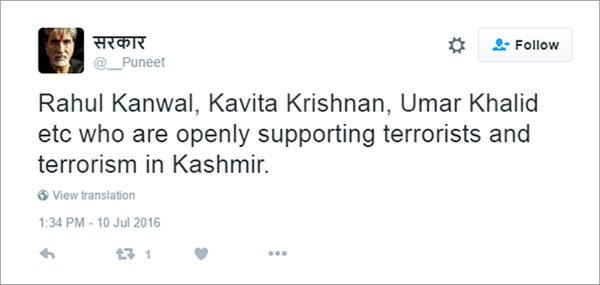 सरकार
@__Puneet
Follow
Rahul Kanwal, Kavita Krishnan, Umar Khalid
etc who are openly supporting terrorists and
terrorism in Kashmir.
View translation
1:34 PM - 10 Jul 2016
1